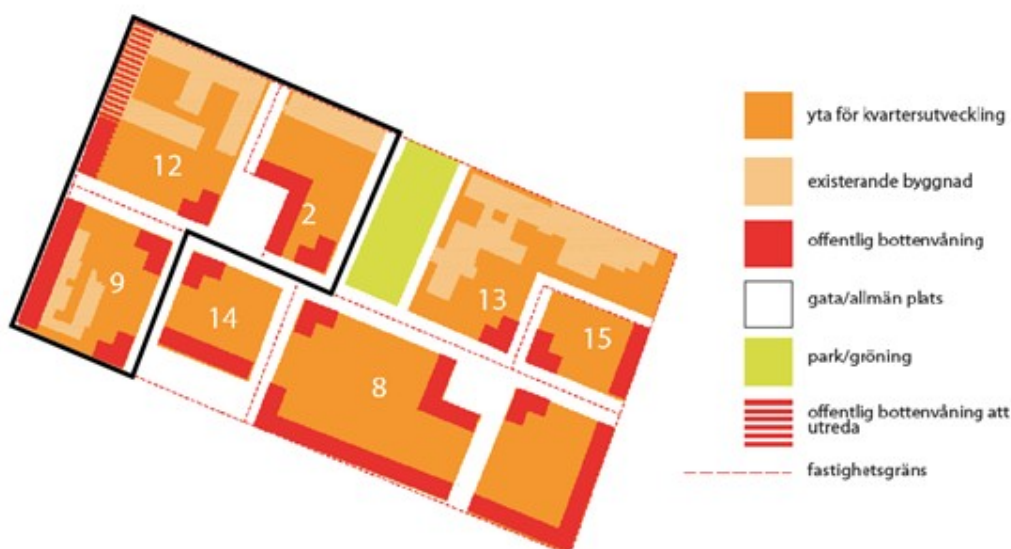 12
2
9
14
13
15
8
yta för kvartersutveckling
existerande byggnad
offentlig bottenvåning
gata/allmän plats
park/gröning
offentlig bottenvåning att
utreda
fastighetsgräns